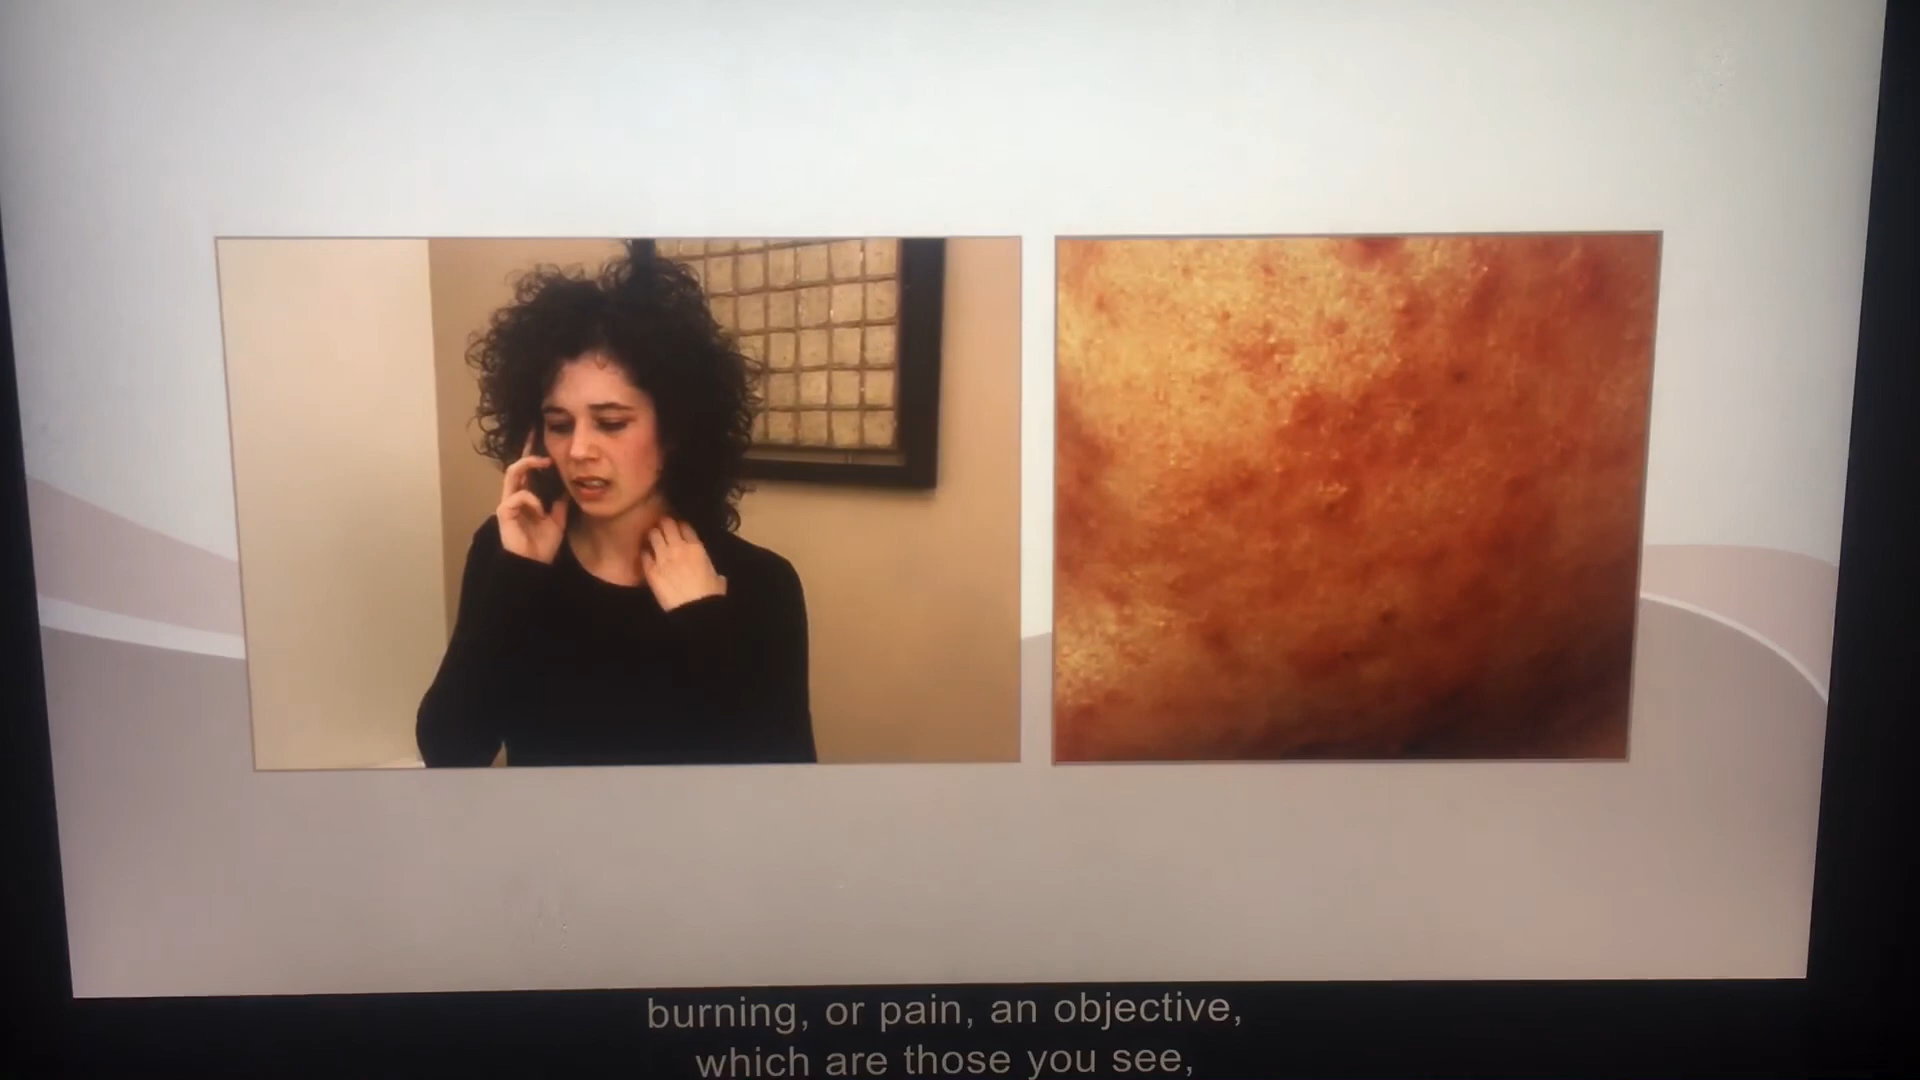 burning, or pain, an objective,
which are those you see,